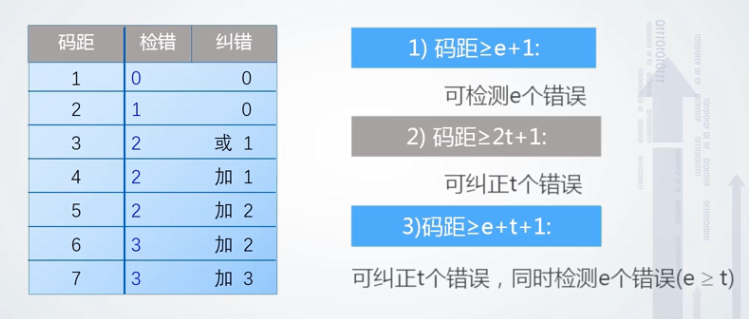 码距 检错 纠错
1 0 0
2 1 0
3 2 或 1
4 2 加 1
5 2 加 2
6 3 加 2
7 3 加 3
1) 码距≥e+1:
可检测e个错误
2) 码距≥2t+1:
可纠正t个错误
3)码距≥e+t+1:
可纠正t个错误，同时检测e个错误(e ≥ t)